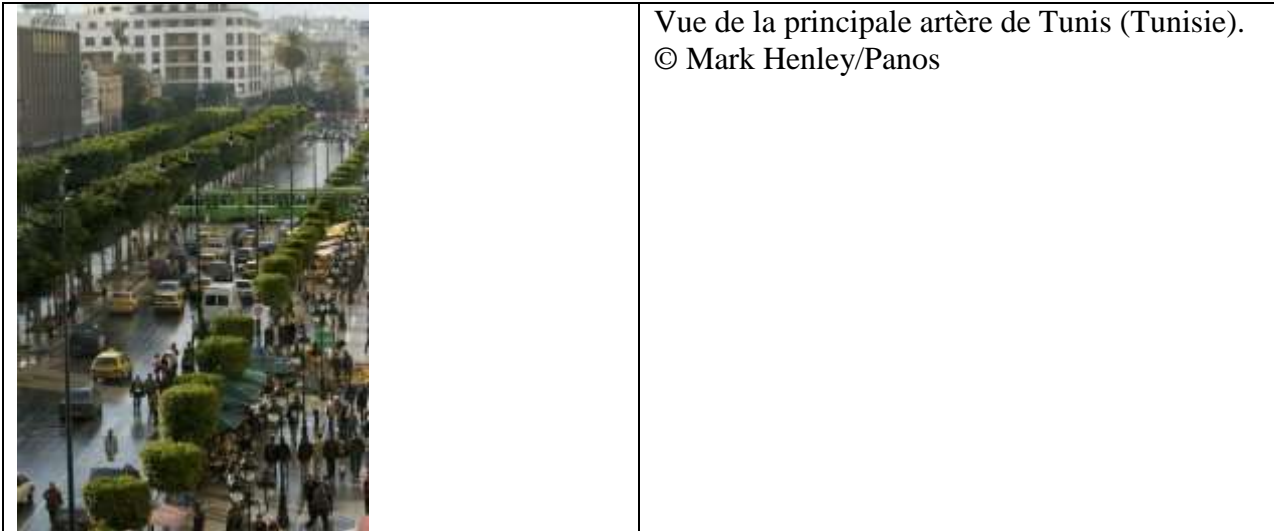 Vue de la principale artère de Tunis (Tunisie).
© Mark Henley/Panos